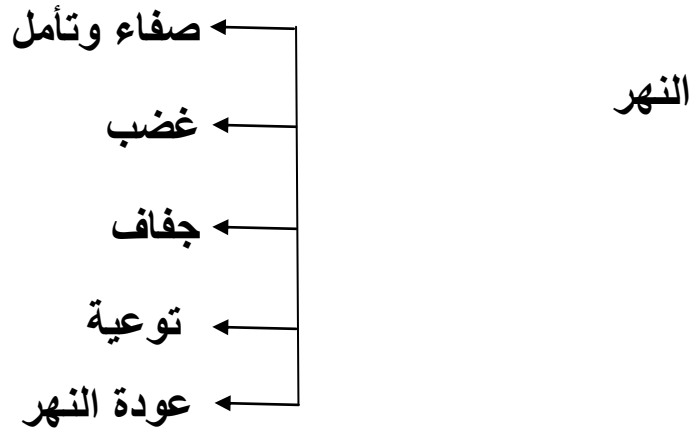 صفاء وتأمل
النهر
غضب
جفاف
توعية
عودة النهر